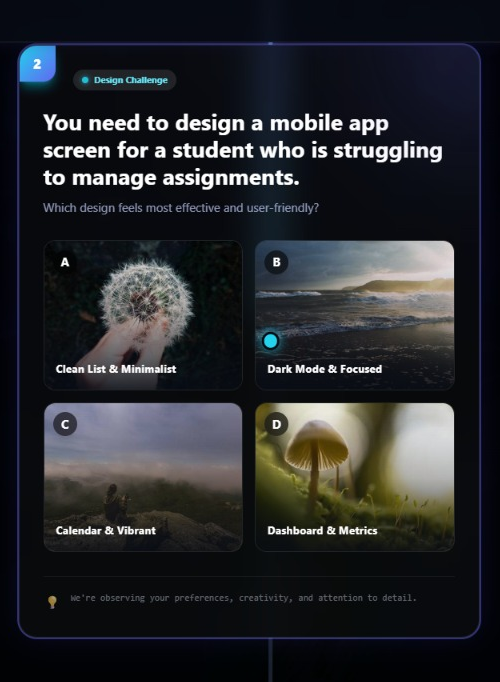 2
Design Challenge
You need to design a mobile app
screen for a student who is struggling
to manage assignments.
Which design feels most effective and user-friendly?
A
Clean List & Minimalist
B
Dark Mode & Focused
C
Calendar & Vibrant
D
Dashboard & Metrics
We're observing your preferences, creativity, and attention to detail.